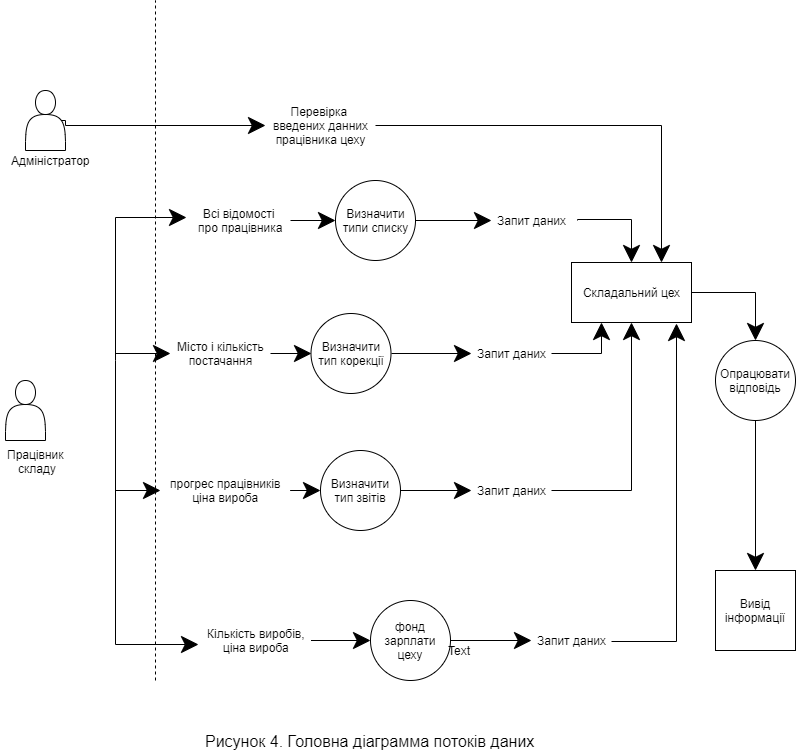 Перевірка
введених данних
працівника цеху
Адміністратор
Всі відомості
про працівника
Визначити
типи списку
Запит даних
Складальний цех
Місто і кількість
постачання
Визначити
тип корекції
Запит даних
Опрацювати
відповідь
Працівник
складу
прогрес працівників
ціна вироба
Визначити
тип звітів
Запит даних
Кількість виробів,
ціна вироба
фонд
зарплати
цеху
Text
Запит даних
Вивід
інформації
Рисунок 4. Головна діаграмма потоків даних